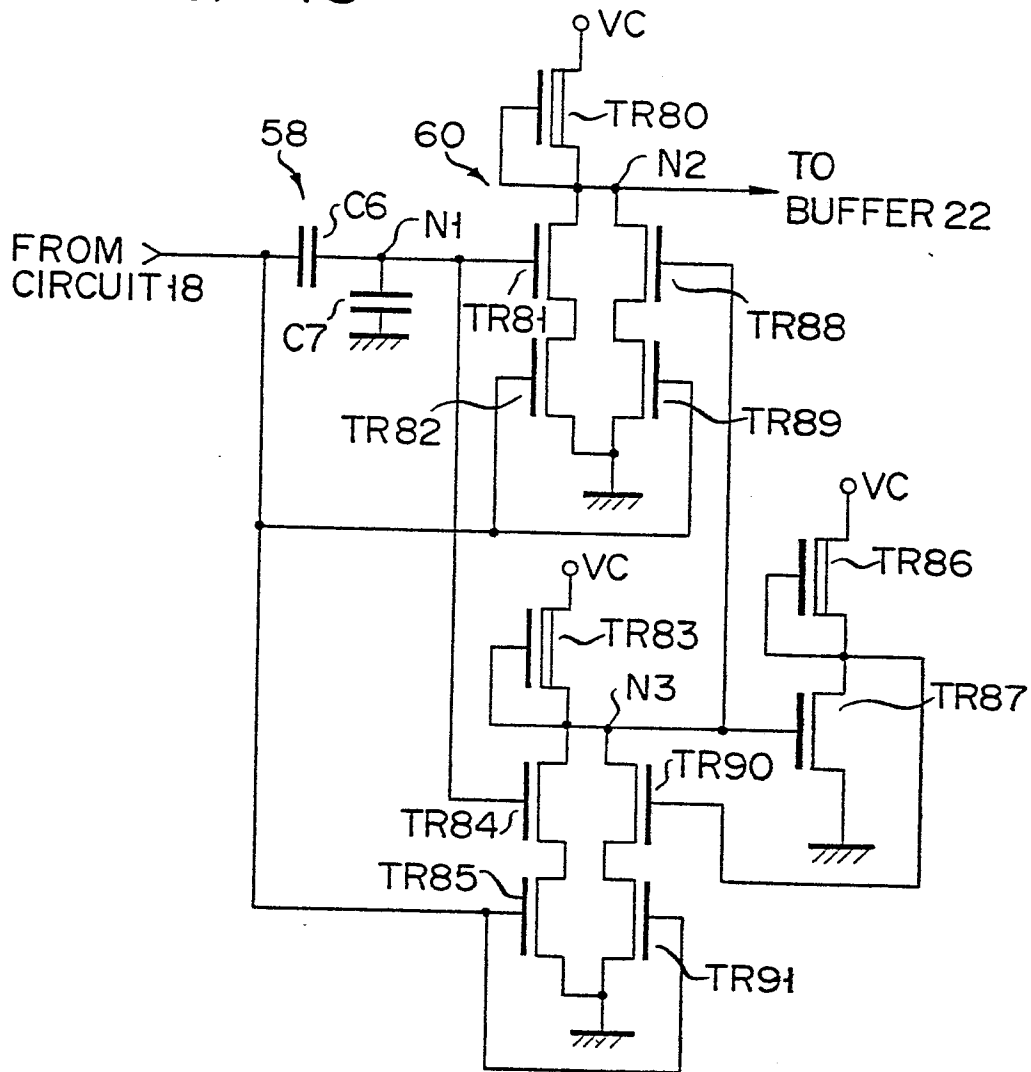 VC
TR80
58
60
N2
TO
BUFFER 22
C6
N1
FROM
CIRCUIT 18
C7
TR81
TR88
TR82
TR89
VC
TR86
VC
TR83
N3
TR87
TR90
TR84
TR85
TR91